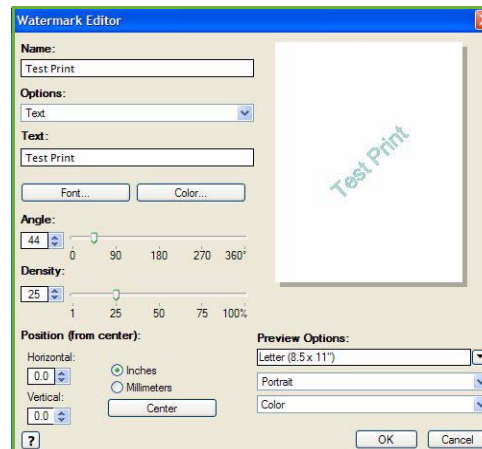 Watermark Editor
Name:
Test Print
Options:
Text
Text:
Test Print
Font...
Color...
Angle:
44
0 90 180 270 360°
Density:
25
1 25 50 75 100%
Position (from center):
Horizontal:
0.0
Inches
Millimeters
Vertical:
0.0
Center
?
Test Print
Preview Options:
Letter (8.5 x 11")
Portrait
Color
OK
Cancel